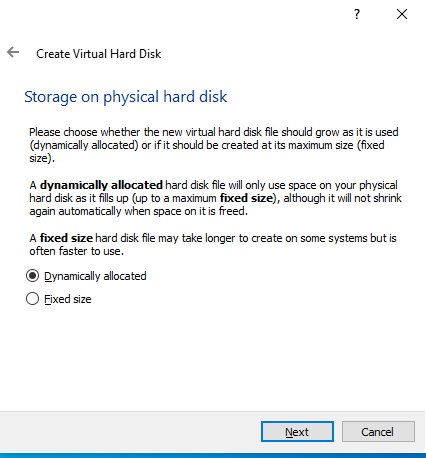 ?
Create Virtual Hard Disk
Storage on physical hard disk
Please choose whether the new virtual hard disk file should grow as it is used
(dynamically allocated) or if it should be created at its maximum size (fixed
size).
A dynamically allocated hard disk file will only use space on your physical
hard disk as it fills up (up to a maximum fixed size), although it will not shrink
again automatically when space on it is freed.
A fixed size hard disk file may take longer to create on some systems but is
often faster to use.
Dynamically allocated
Fixed size
Next Cancel